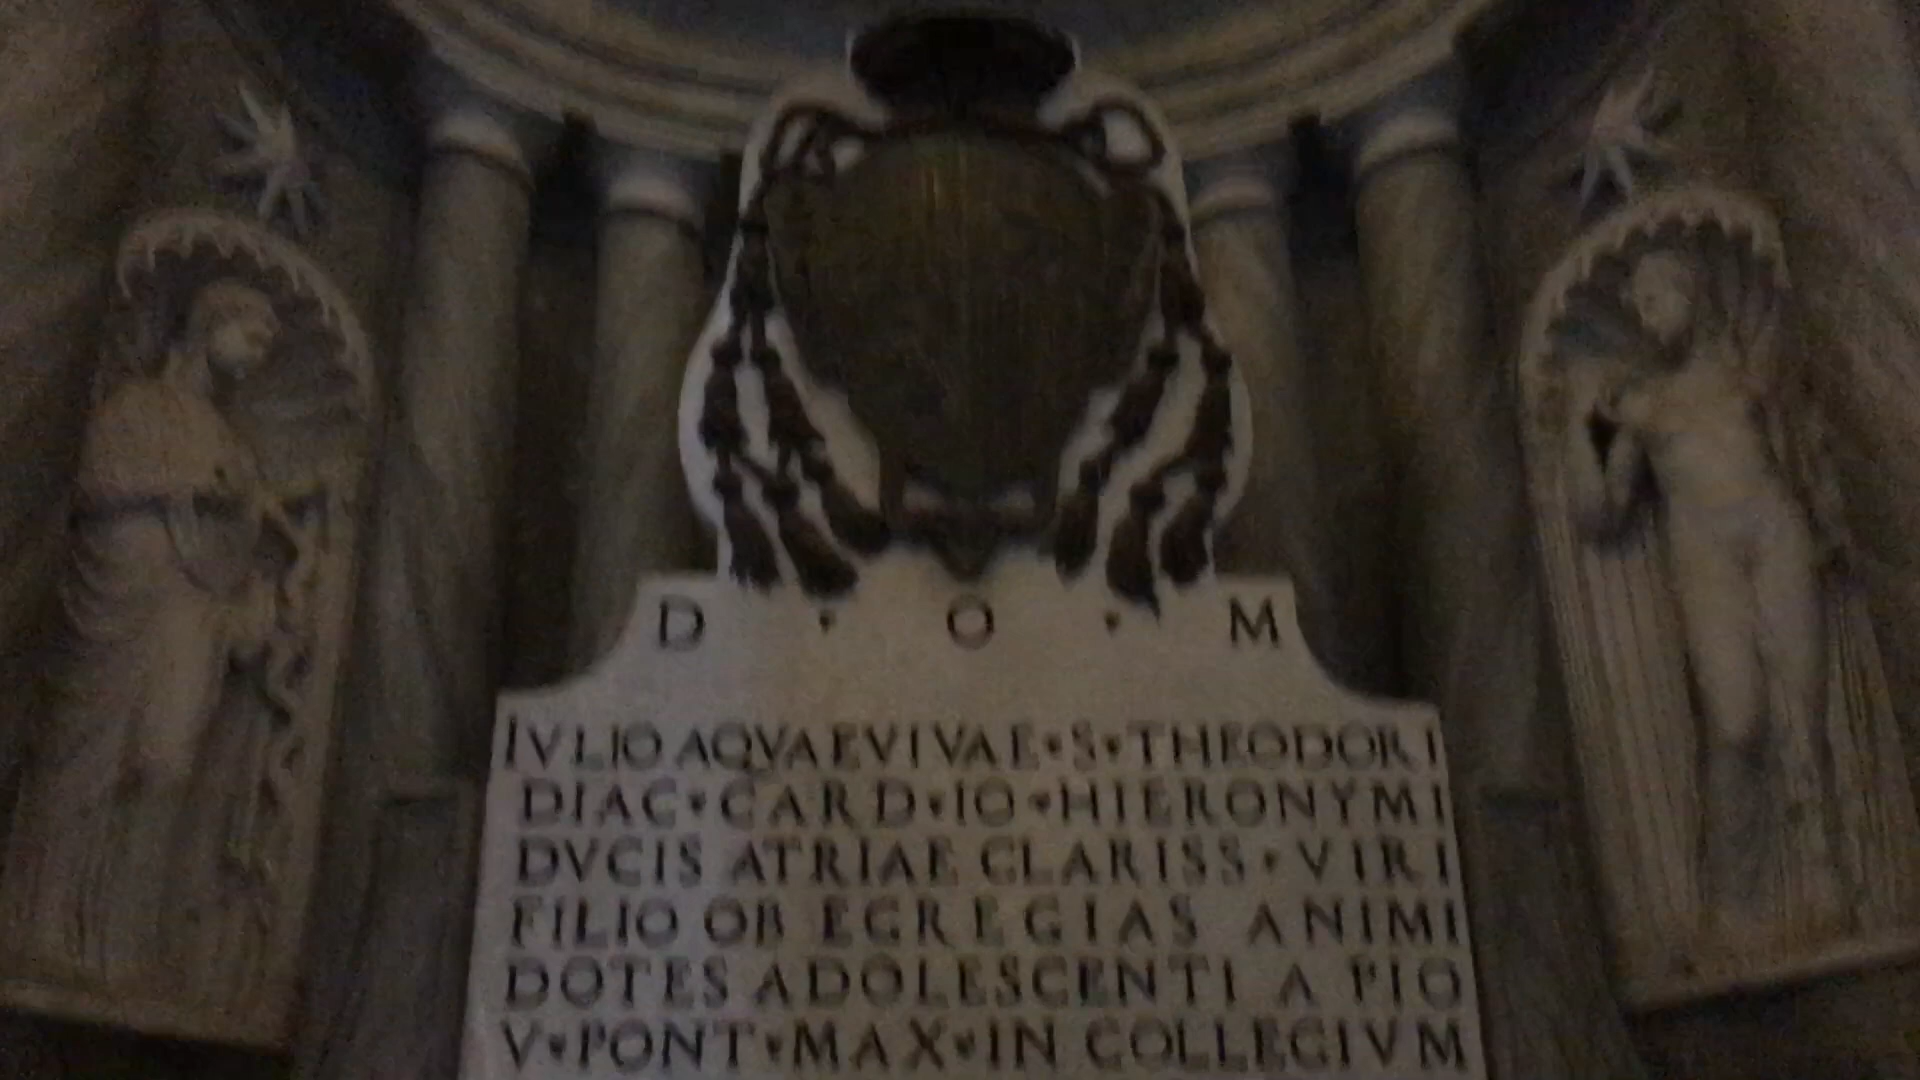 D · O · M
IVLIO AQVAEVIVAE · S · THEODORI
DIAC · CARD · IO · HIERONYMI
DVCIS ATRIAE CLARISS · VIRI
FILIO OB EGREGIAS ANIMI
DOTES ADOLESCENTI A PIO
V · PONT · MAX · IN COLLEGIVM